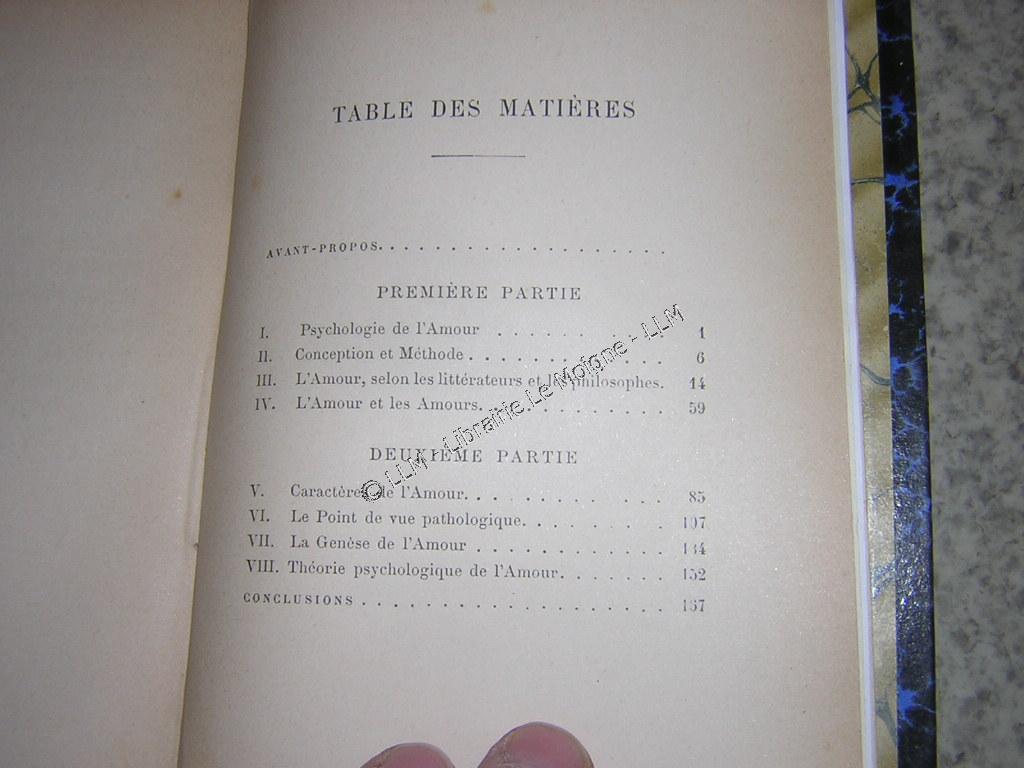 TABLE DES MATIÈRES
AVANT-PROPOS. . . . . . . . . . . . . . . . . . . .
PREMIÈRE PARTIE
I. Psychologie de l'Amour . . . . . . . . 1
II. Conception et Méthode . . . . . . . . . . . 6
III. L'Amour, selon les littérateurs et les philosophes. 14
IV. L'Amour et les Amours. . . . . . . . . . . 59
DEUXIÈME PARTIE
V. Caractères de l'Amour. . . . . . . . . . . 85
VI. Le Point de vue pathologique. . . . . . . . 107
VII. La Genèse de l'Amour . . . . . . . . . . . 144
VIII. Théorie psychologique de l'Amour. . . . . . . 152
CONCLUSIONS . . . . . . . . . . . . . . . . . . . 167
© LLM - Librairie.Le Moigne - LLM